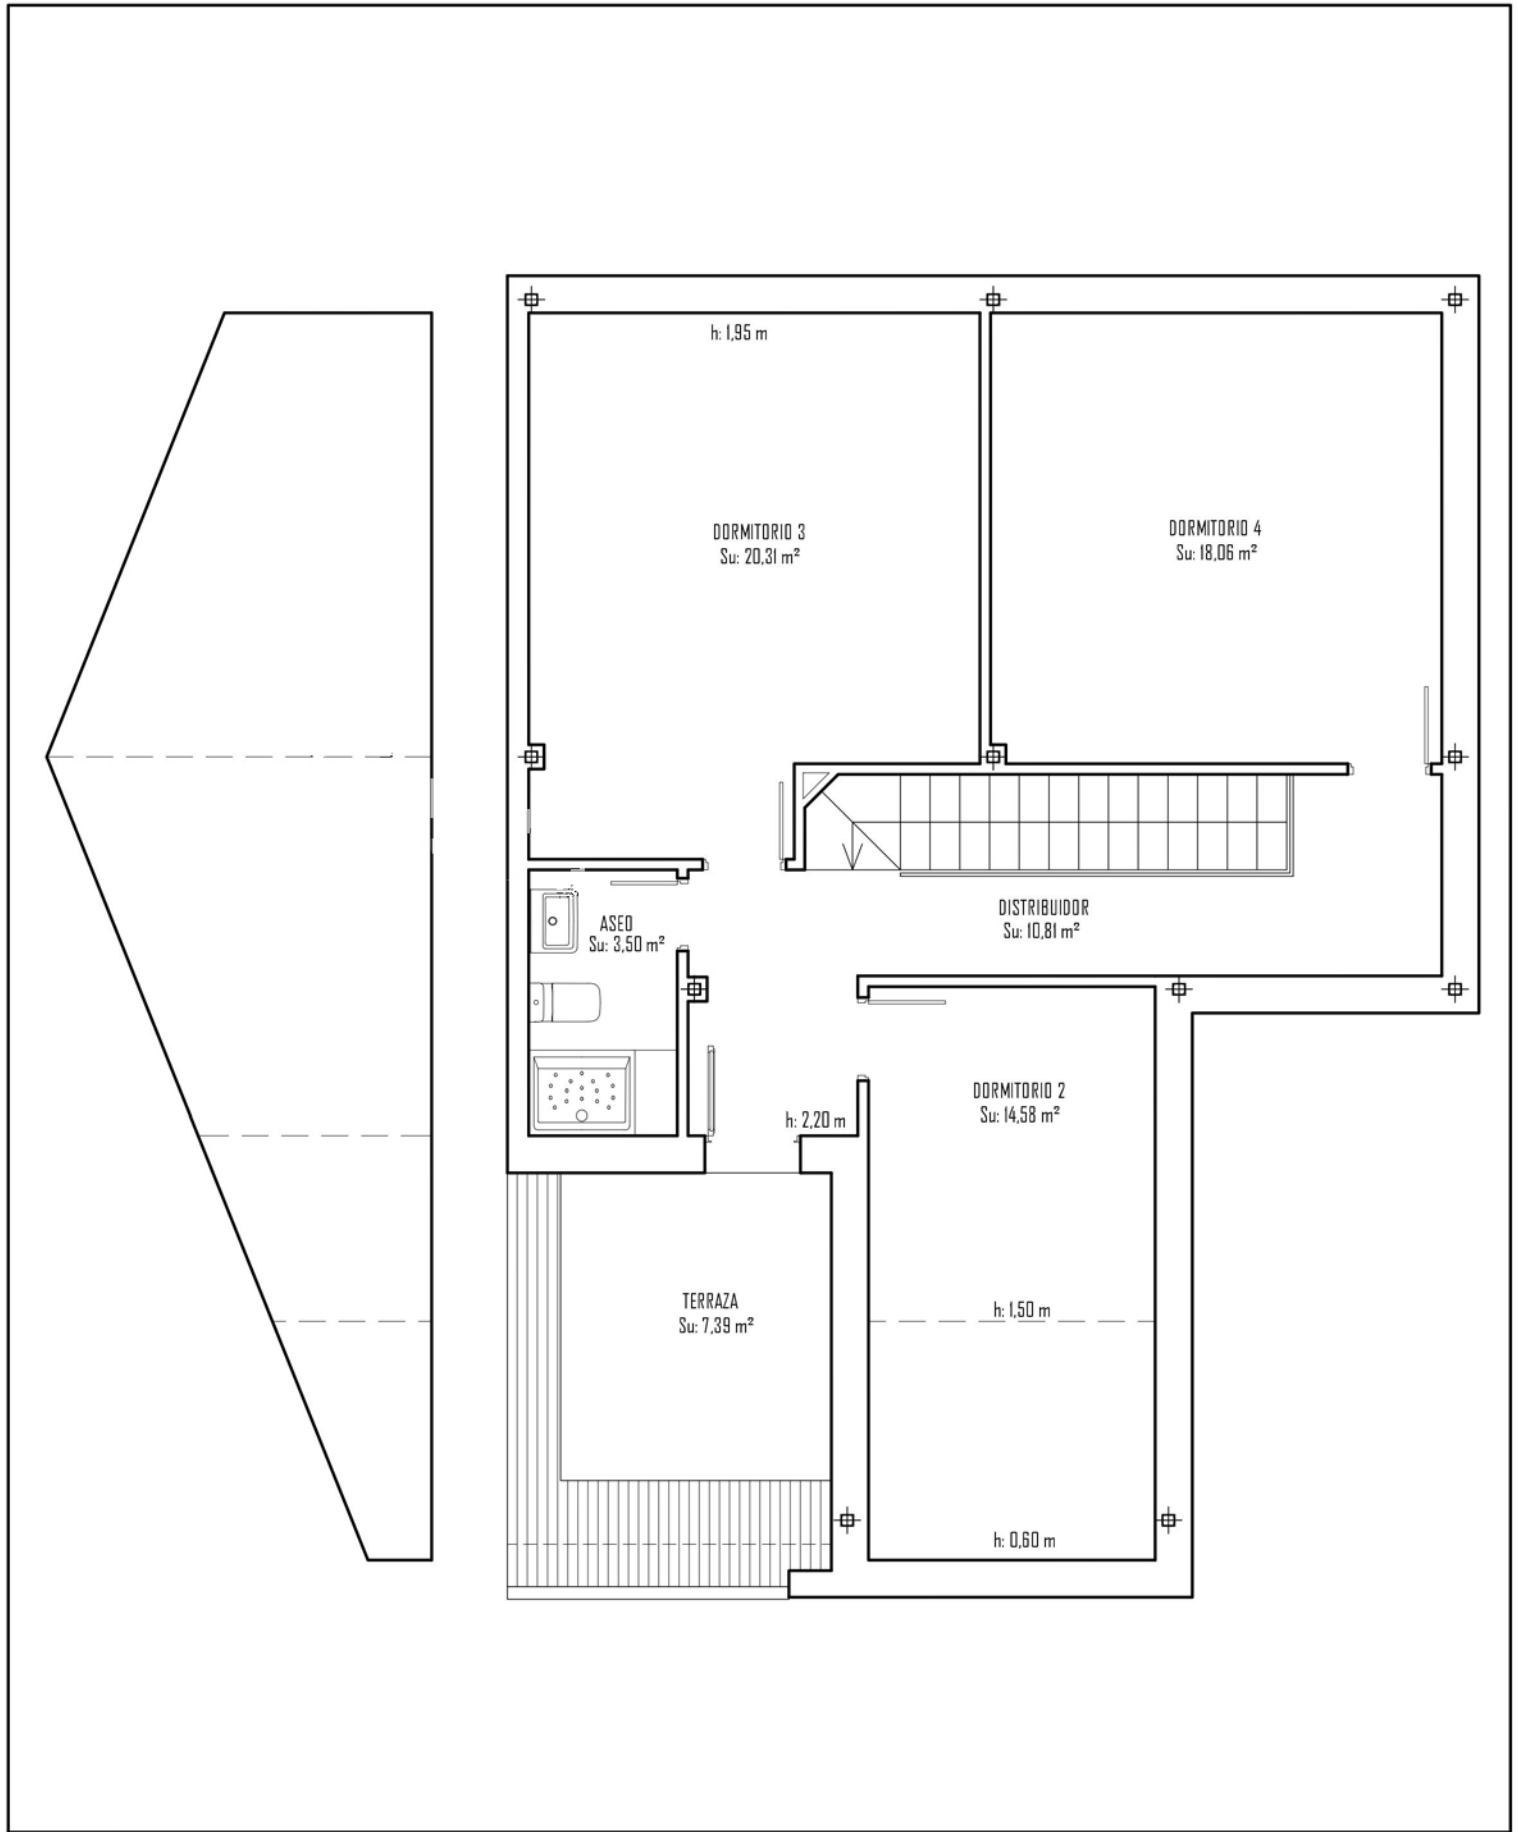 h: 1,95 m
DORMITORIO 3
Su: 20,31 m²
DORMITORIO 4
Su: 18,06 m²
ASEO
Su: 3,50 m²
DISTRIBUIDOR
Su: 10,81 m²
DORMITORIO 2
Su: 14,58 m²
h: 2,20 m
TERRAZA
Su: 7,39 m²
h: 1,50 m
h: 0,60 m